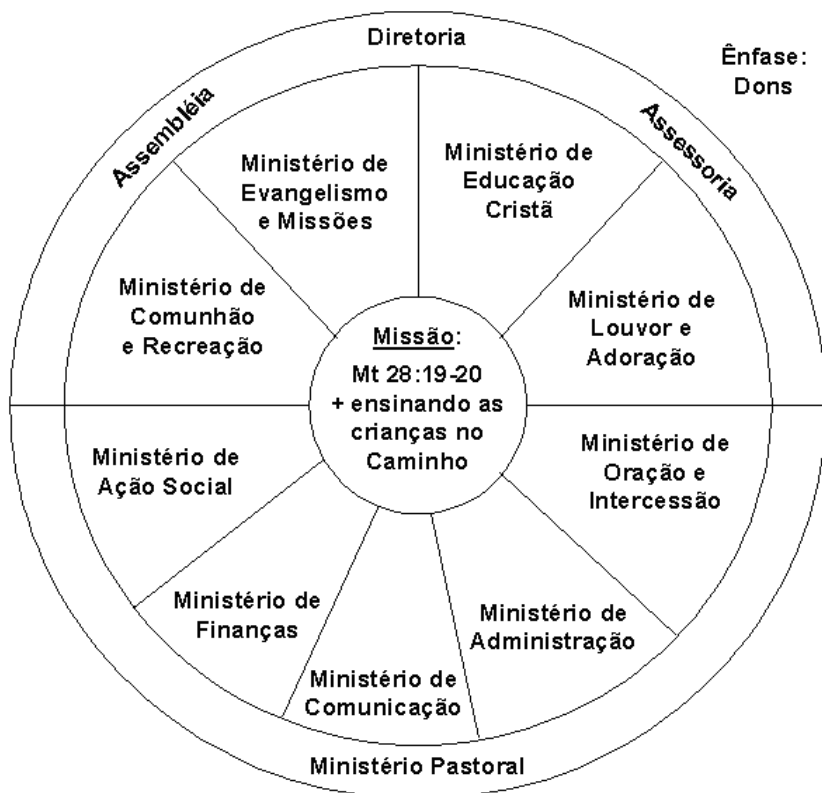 Diretoria
Ênfase:
Dons
Assembléia
Assessoria
Ministério de
Evangelismo
e Missões
Ministério de
Educação
Cristã
Ministério de
Comunhão
e Recreação
Ministério de
Louvor e
Adoração
Missão:
Mt 28:19-20
+ ensinando as
crianças no
Caminho
Ministério de
Ação Social
Ministério de
Oração e
Intercessão
Ministério de
Finanças
Ministério de
Administração
Ministério de
Comunicação
Ministério Pastoral